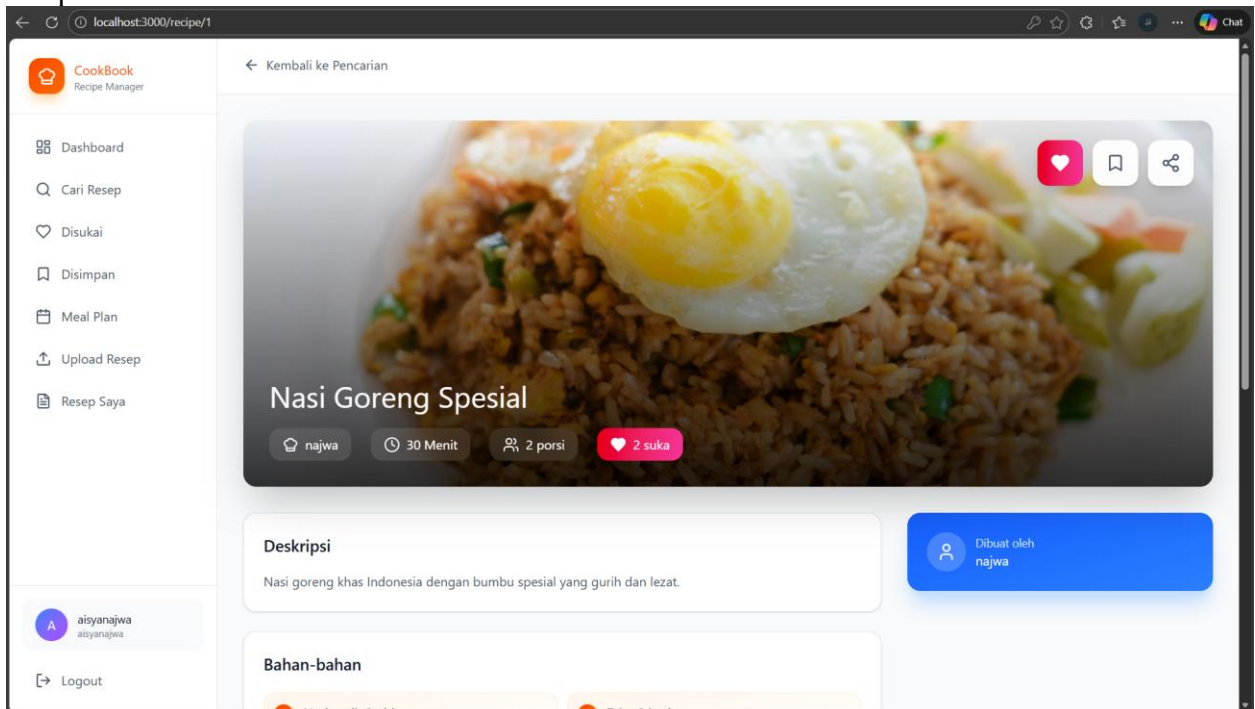 localhost:3000/recipe/1
Chat
CookBook
Recipe Manager
Kembali ke Pencarian
Dashboard
Cari Resep
Disukai
Disimpan
Meal Plan
Upload Resep
Resep Saya
Nasi Goreng Spesial
najwa
30 Menit
2 porsi
2 suka
Deskripsi
Nasi goreng khas Indonesia dengan bumbu spesial yang gurih dan lezat.
Dibuat oleh
najwa
Bahan-bahan
A
aisyanajwa
aisyanajwa
Logout